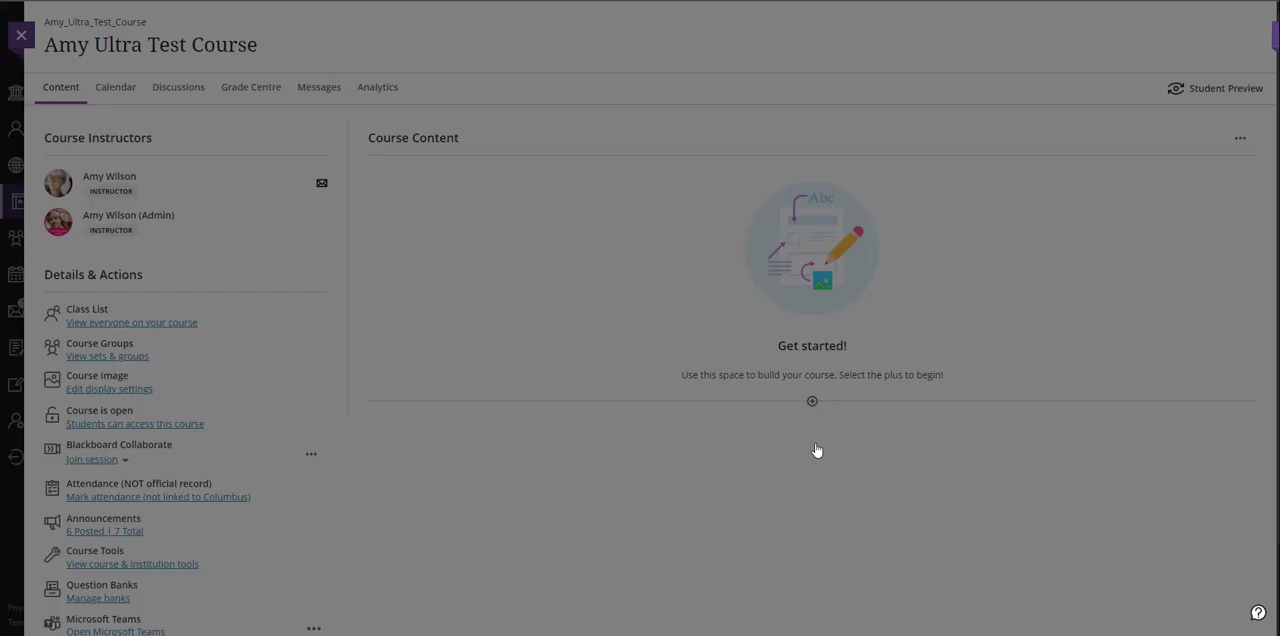 Amy_Ultra_Test_Course
Amy Ultra Test Course
Content Calendar Discussions Grade Centre Messages Analytics
Student Preview
Course Instructors
Amy Wilson
INSTRUCTOR
Amy Wilson (Admin)
INSTRUCTOR
Details & Actions
Class List
View everyone on your course
Course Groups
View sets & groups
Course Image
Edit display settings
Course is open
Students can access this course
Blackboard Collaborate
Join session
Attendance (NOT official record)
Mark attendance (not linked to Columbus)
Announcements
6 Posted | 7 Total
Course Tools
View course & institution tools
Question Banks
Manage banks
Microsoft Teams
Open Microsoft Teams
Course Content
Abc
Get started!
Use this space to build your course. Select the plus to begin!